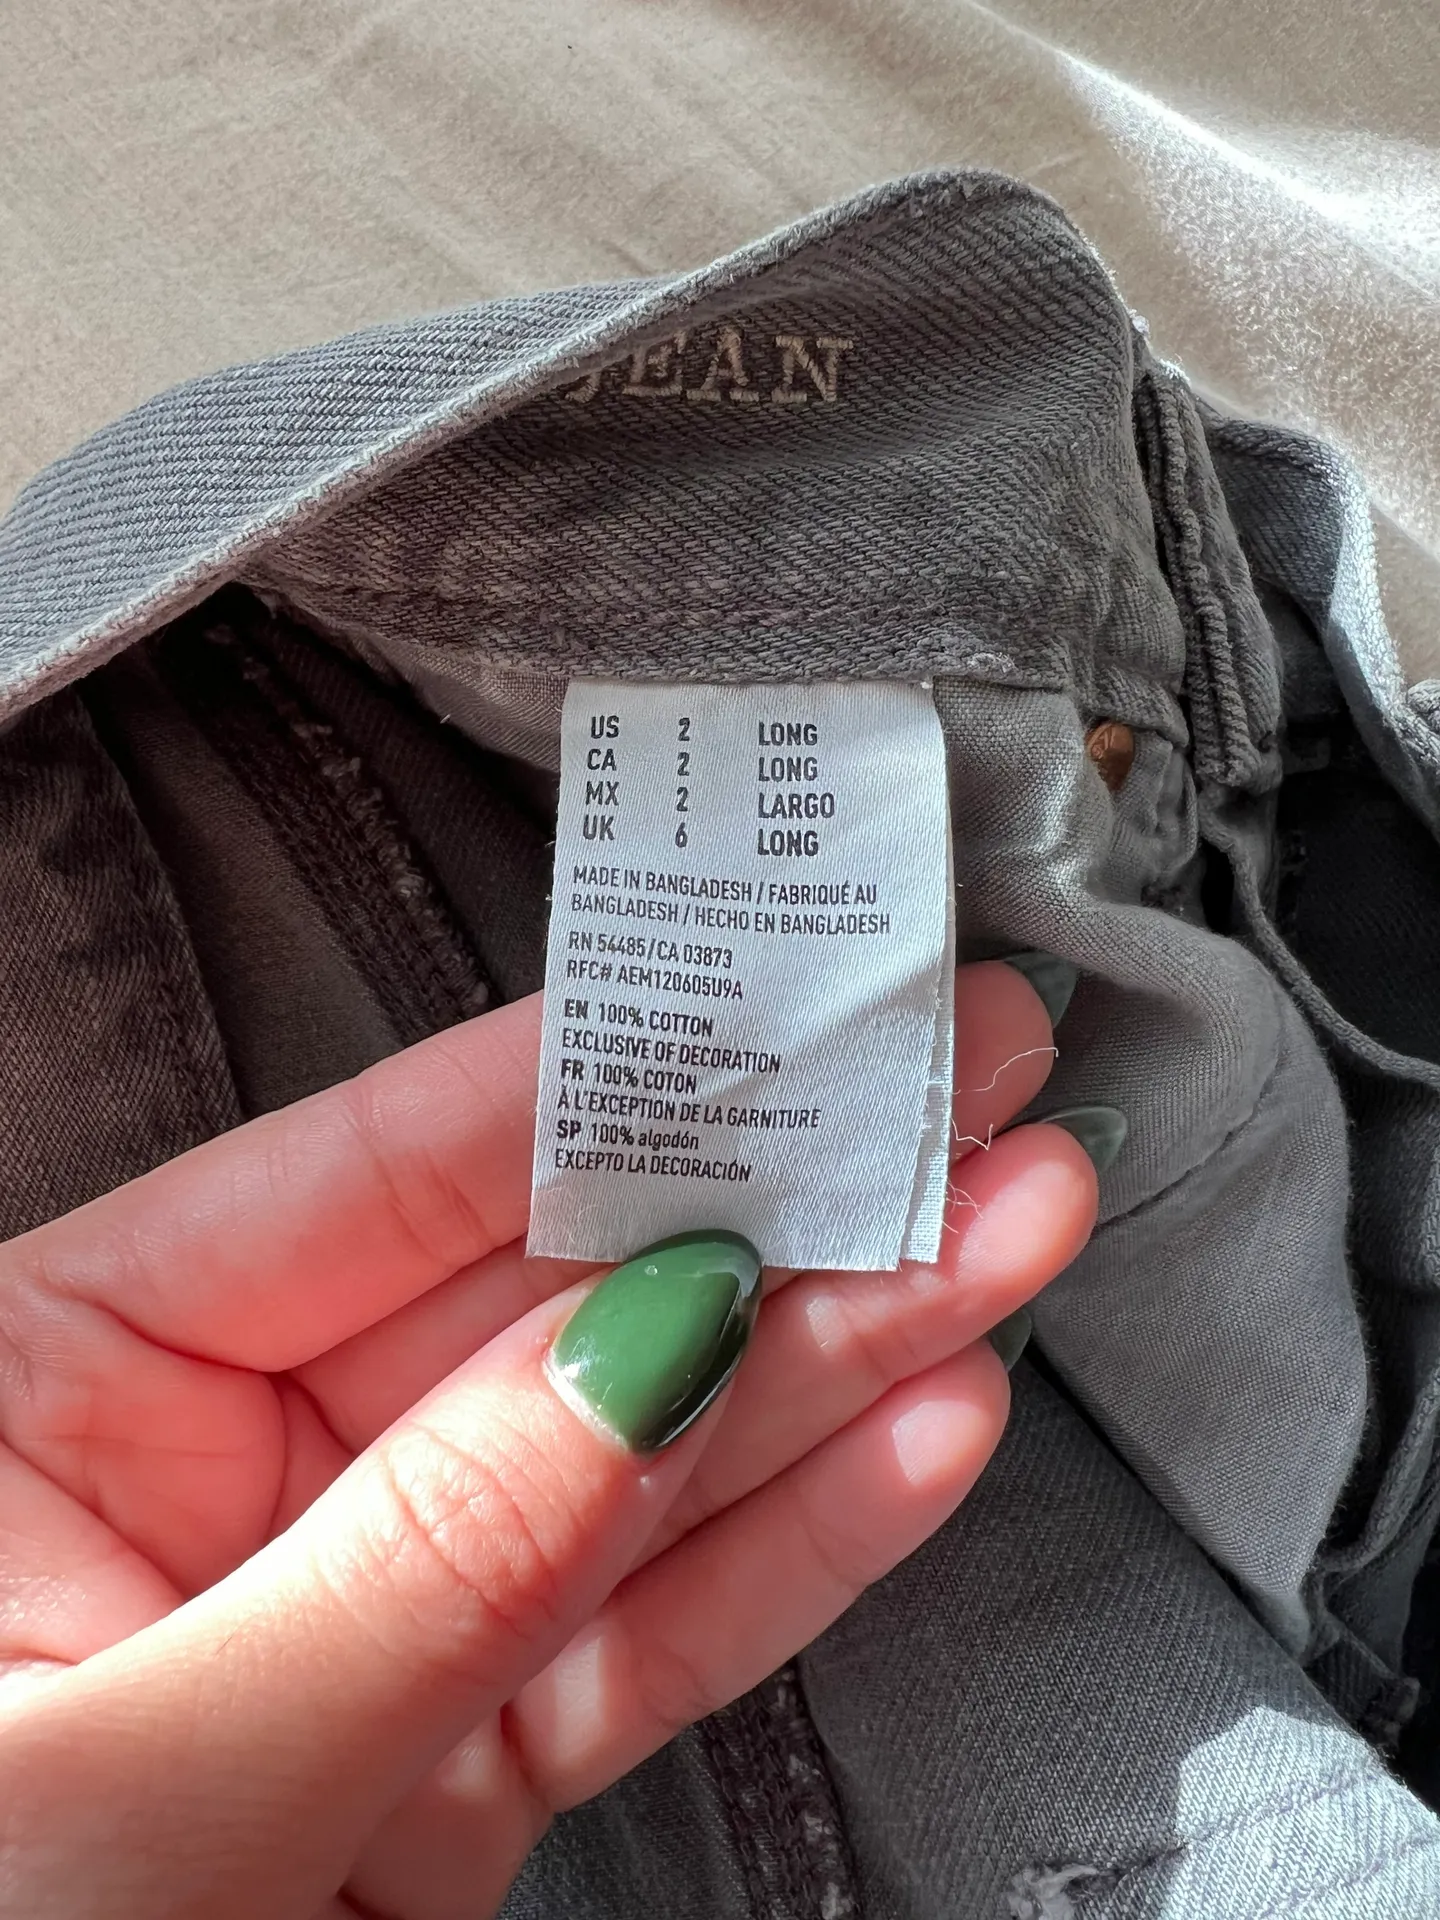 JEAN
US 2 LONG
CA 2 LONG
MX 2 LARGO
UK 6 LONG
MADE IN BANGLADESH / FABRIQUÉ AU
BANGLADESH / HECHO EN BANGLADESH
RN 54485/CA 03873
RFC# AEM120605U9A
EN 100% COTTON
EXCLUSIVE OF DECORATION
FR 100% COTON
À L'EXCEPTION DE LA GARNITURE
SP 100% algodón
EXCEPTO LA DECORACIÓN